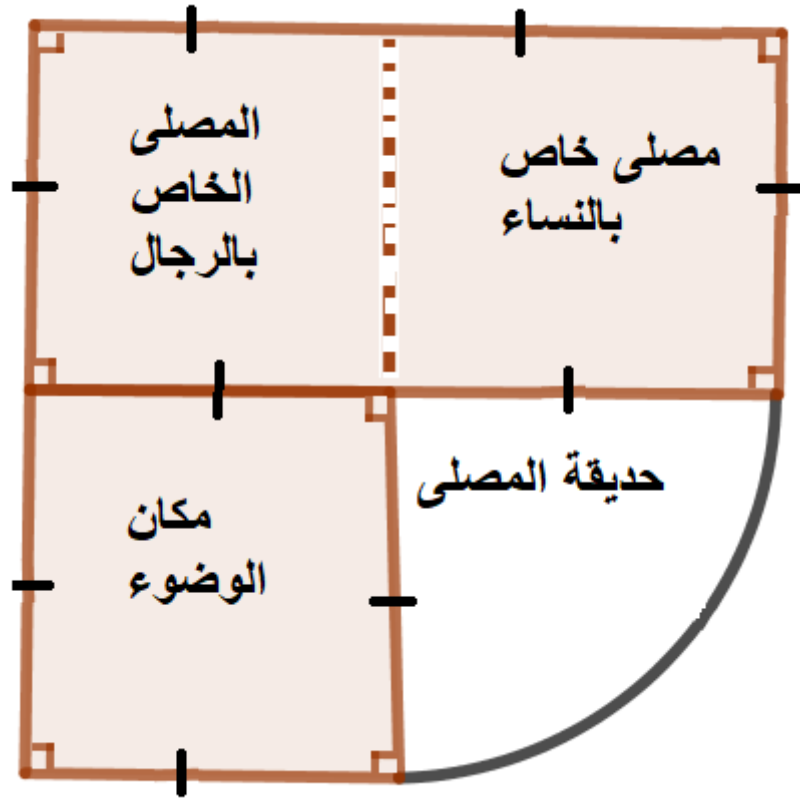 المصلى
الخاص
بالرجال
مصلى خاص
بالنساء
حديقة المصلى
مكان
الوضوء